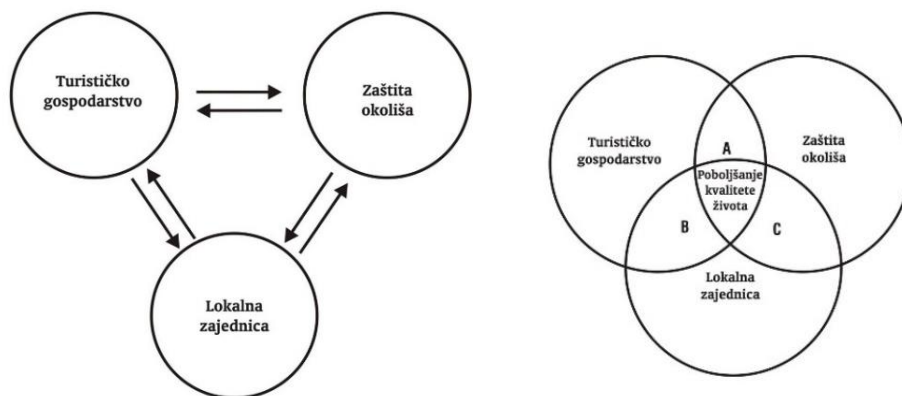 Turističko
gospodarstvo
Zaštita
okoliša
Lokalna
zajednica
Turističko
gospodarstvo
A
Zaštita
okoliša
Poboljšanje
kvalitete
života
B
C
Lokalna
zajednica